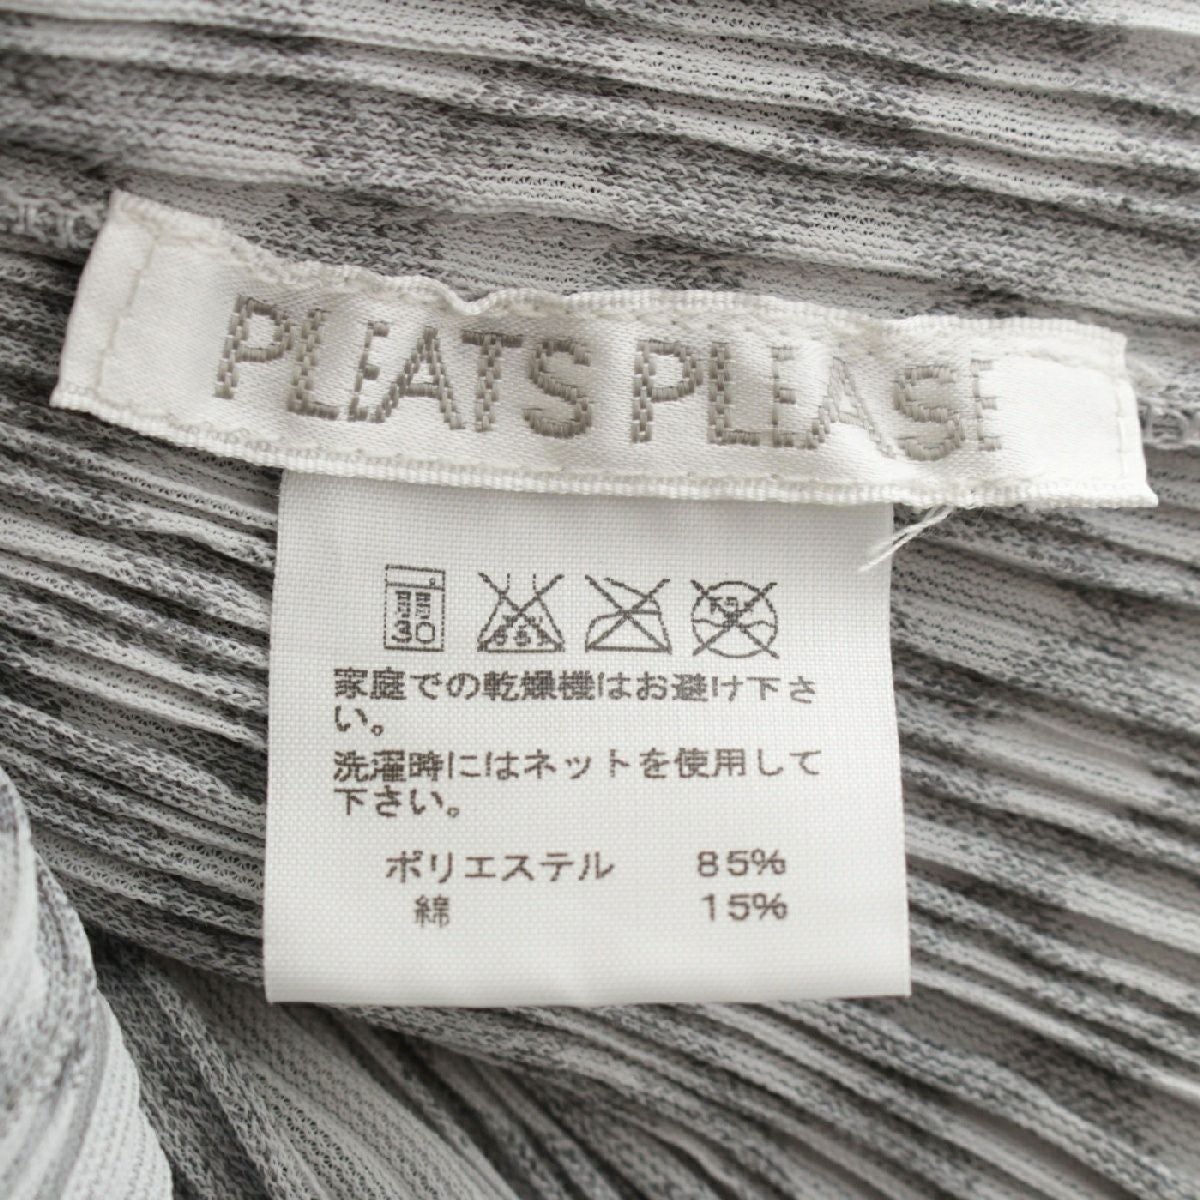 PLEATS PLEASE
30
家庭での乾燥機はお避け下さ
い。
洗濯時にはネットを使用して
下さい。
ポリエステル 85%
綿 15%